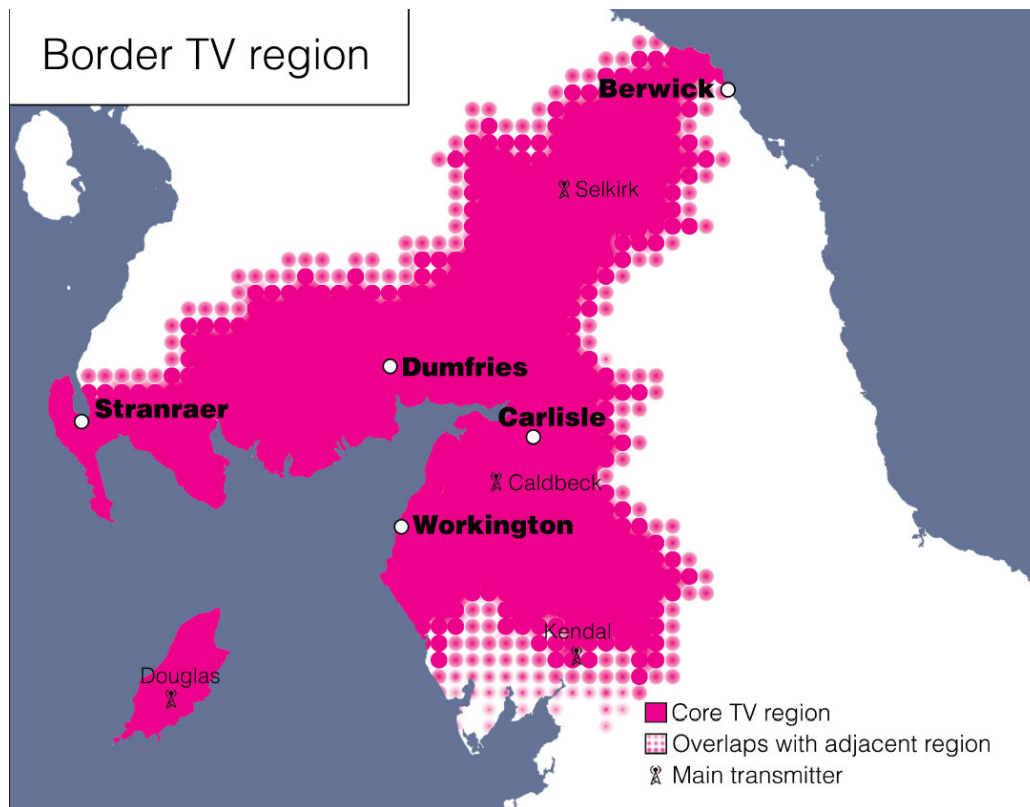 Border TV region
Berwick
Selkirk
Dumfries
Stranraer
Carlisle
Caldbeck
Workington
Kendal
Douglas
Core TV region
Overlaps with adjacent region
Main transmitter